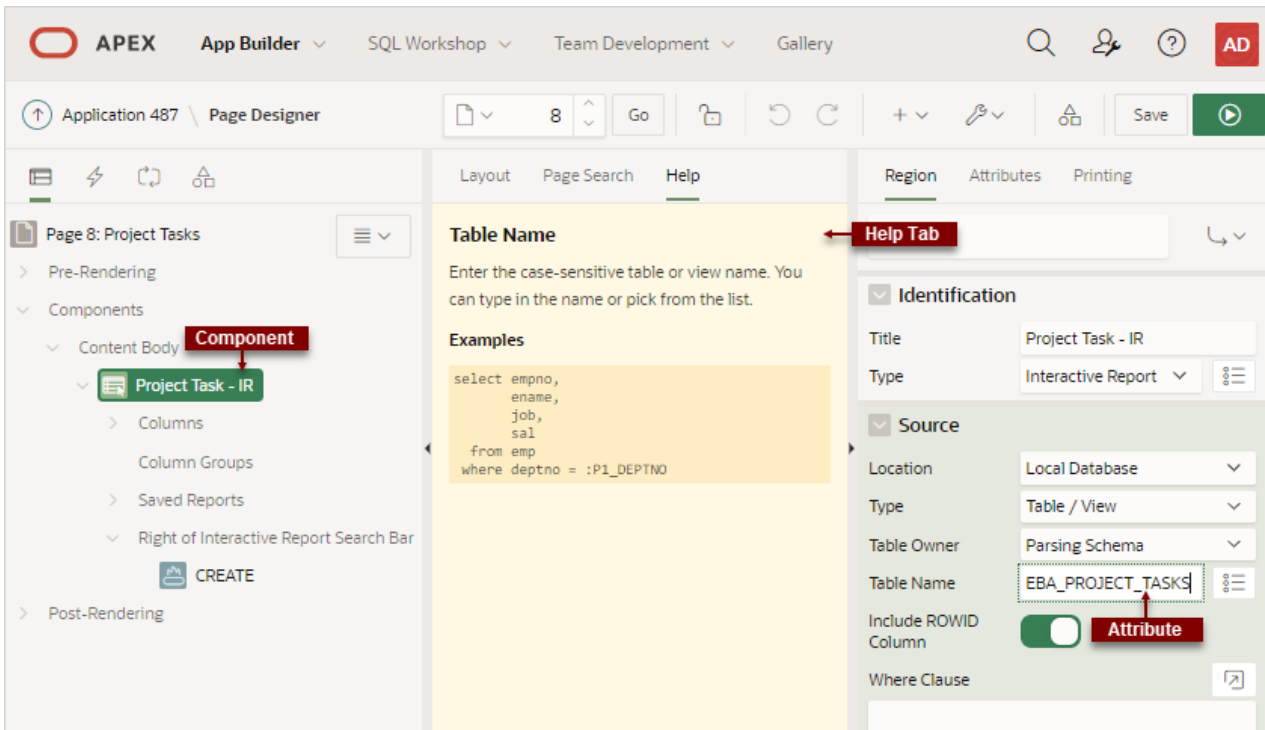 APEX App Builder SQL Workshop Team Development Gallery AD
Application 487 \ Page Designer 8 Go Save
Layout Page Search Help
Region Attributes Printing
Page 8: Project Tasks
Pre-Rendering
Components
Content Body
Component
Project Task - IR
Columns
Column Groups
Saved Reports
Right of Interactive Report Search Bar
CREATE
Post-Rendering
Table Name
Enter the case-sensitive table or view name. You
can type in the name or pick from the list.
Examples
select empno,
ename,
job,
sal
from emp
where deptno = :P1_DEPTNO
Help Tab
Identification
Title Project Task - IR
Type Interactive Report
Source
Location Local Database
Type Table / View
Table Owner Parsing Schema
Table Name EBA_PROJECT_TASKS
Include ROWID
Column
Attribute
Where Clause